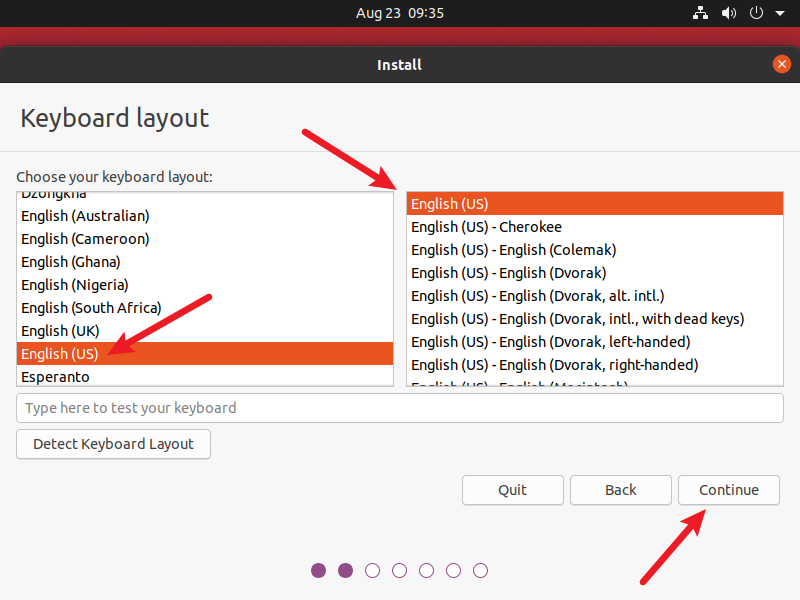 Aug 23 09:35
Install
Keyboard layout
Choose your keyboard layout:
Dzongkha
English (Australian)
English (Cameroon)
English (Ghana)
English (Nigeria)
English (South Africa)
English (UK)
English (US)
Esperanto
English (US)
English (US) - Cherokee
English (US) - English (Colemak)
English (US) - English (Dvorak)
English (US) - English (Dvorak, alt. intl.)
English (US) - English (Dvorak, intl., with dead keys)
English (US) - English (Dvorak, left-handed)
English (US) - English (Dvorak, right-handed)
English (US) - English (Macintosh)
Type here to test your keyboard
Detect Keyboard Layout
Quit Back Continue